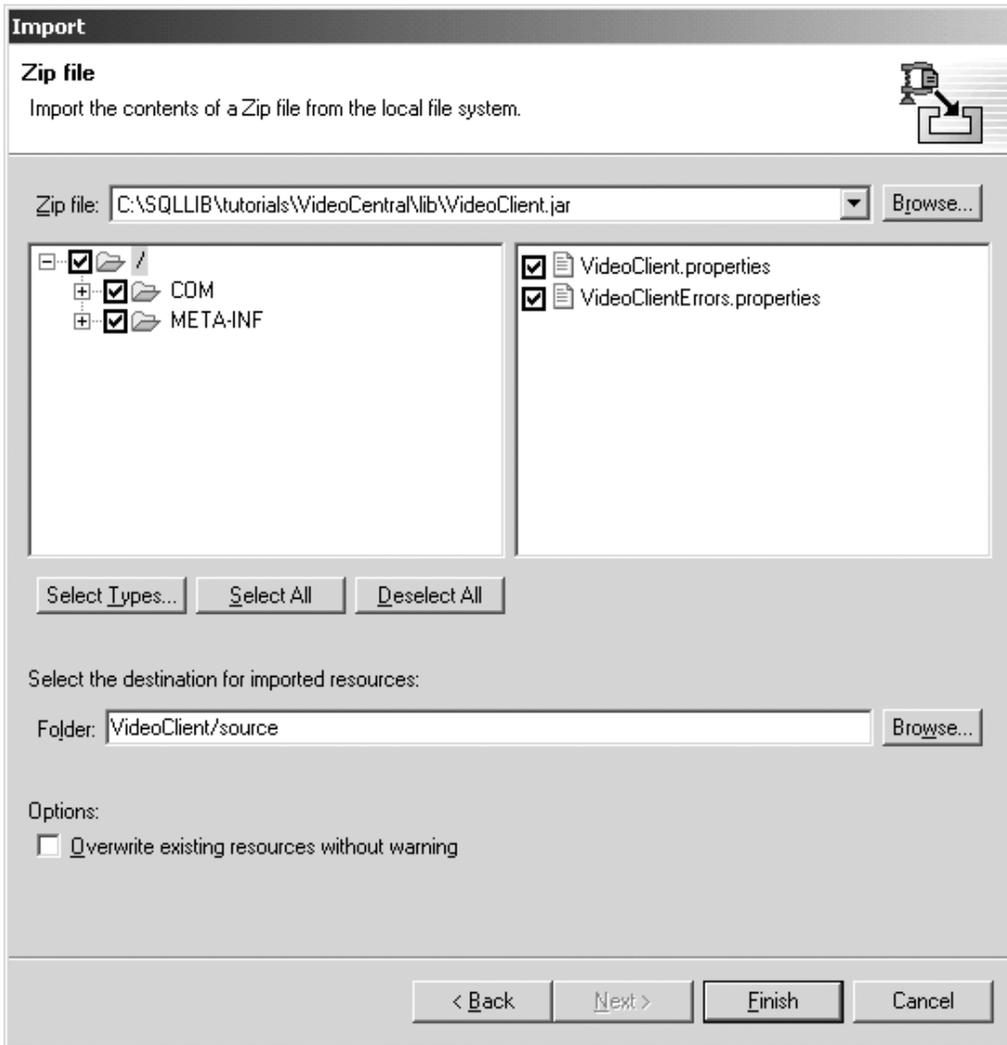 Import
Zip file
Import the contents of a Zip file from the local file system.
Zip file: C:\SQLLIB\tutorials\VideoCentral\lib\VideoClient.jar Browse...
/
COM
META-INF
VideoClient.properties
VideoClientErrors.properties
Select Types... Select All Deselect All
Select the destination for imported resources:
Folder: VideoClient/source Browse...
Options:
Overwrite existing resources without warning
< Back Next > Finish Cancel